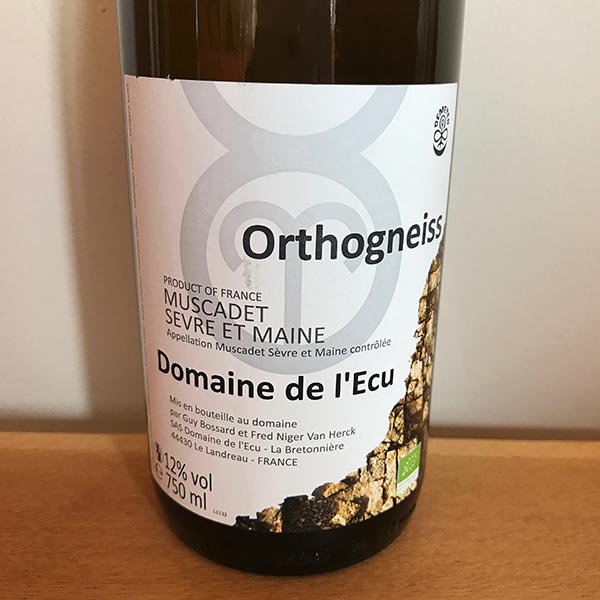 DEMETER
Orthogneiss
PRODUCT OF FRANCE
MUSCADET
SEVRE ET MAINE
Appellation Muscadet Sèvre et Maine contrôlée
Domaine de l'Ecu
Mis en bouteille au domaine
par Guy Bossard et Fred Niger Van Herck
SAS Domaine de l'Ecu - La Bretonnière
44430 Le Landreau - FRANCE
12% vol
750 ml
L1132